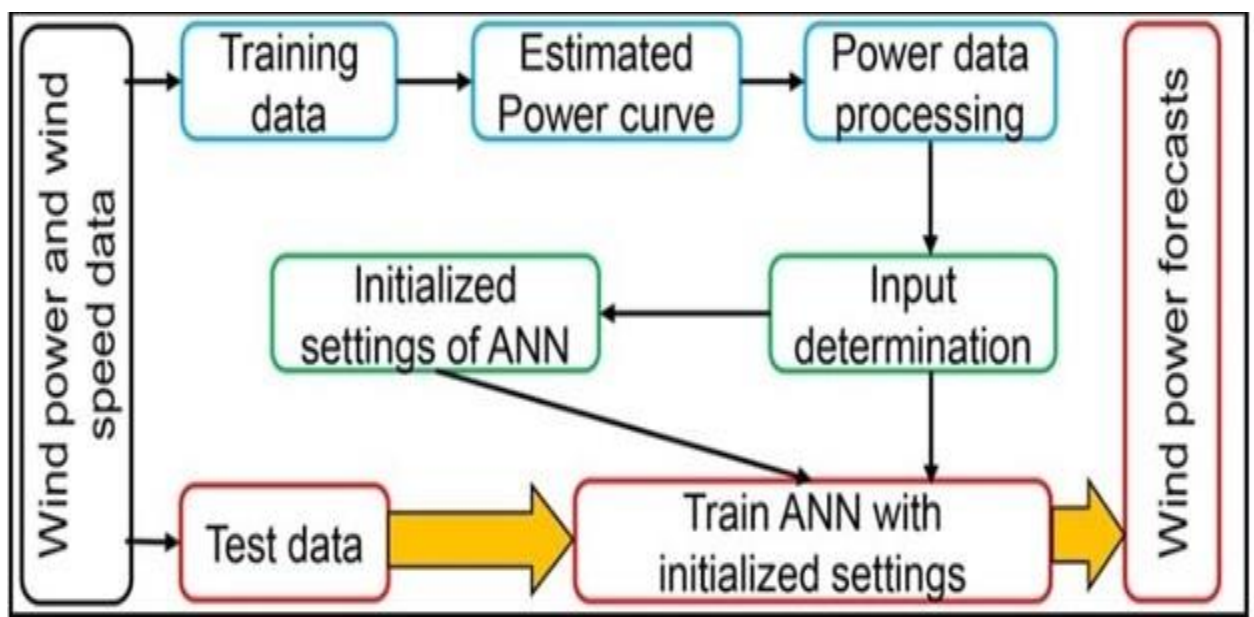 Wind power and wind
speed data
Training
data
Estimated
Power curve
Power data
processing
Initialized
settings of ANN
Input
determination
Test data
Train ANN with
initialized settings
Wind power forecasts